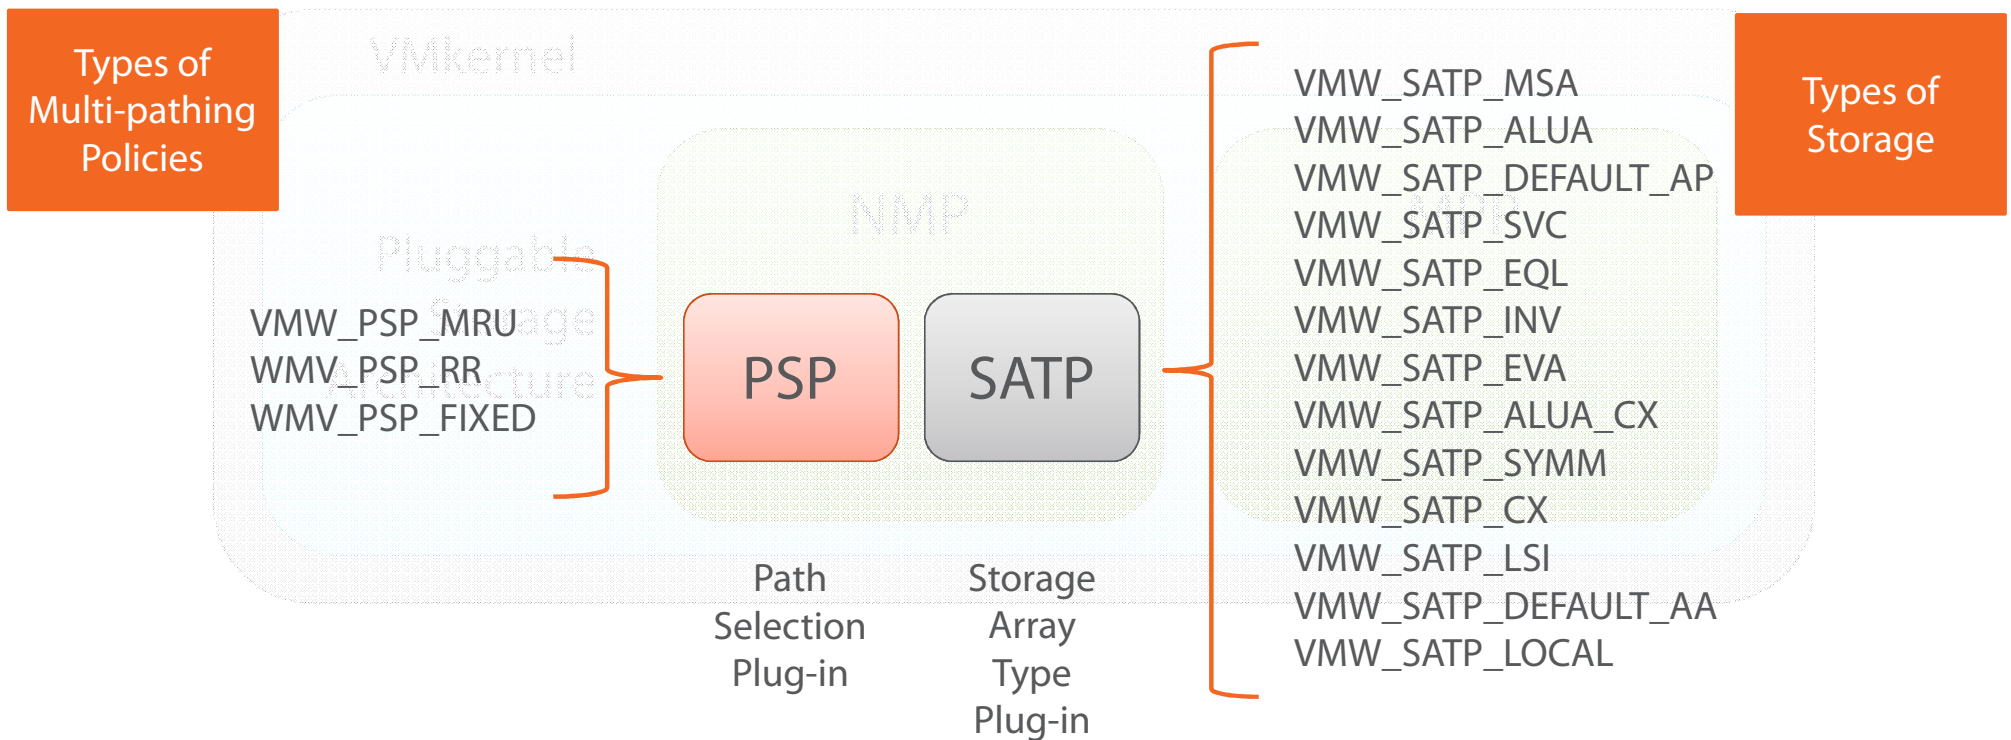 Types of
Multi-pathing
Policies
VMkernel
Pluggable
Storage
Architecture
NMP
MPP
VMW_PSP_MRU
WMV_PSP_RR
WMV_PSP_FIXED
PSP
SATP
Path
Selection
Plug-in
Storage
Array
Type
Plug-in
VMW_SATP_MSA
VMW_SATP_ALUA
VMW_SATP_DEFAULT_AP
VMW_SATP_SVC
VMW_SATP_EQL
VMW_SATP_INV
VMW_SATP_EVA
VMW_SATP_ALUA_CX
VMW_SATP_SYMM
VMW_SATP_CX
VMW_SATP_LSI
VMW_SATP_DEFAULT_AA
VMW_SATP_LOCAL
Types of
Storage